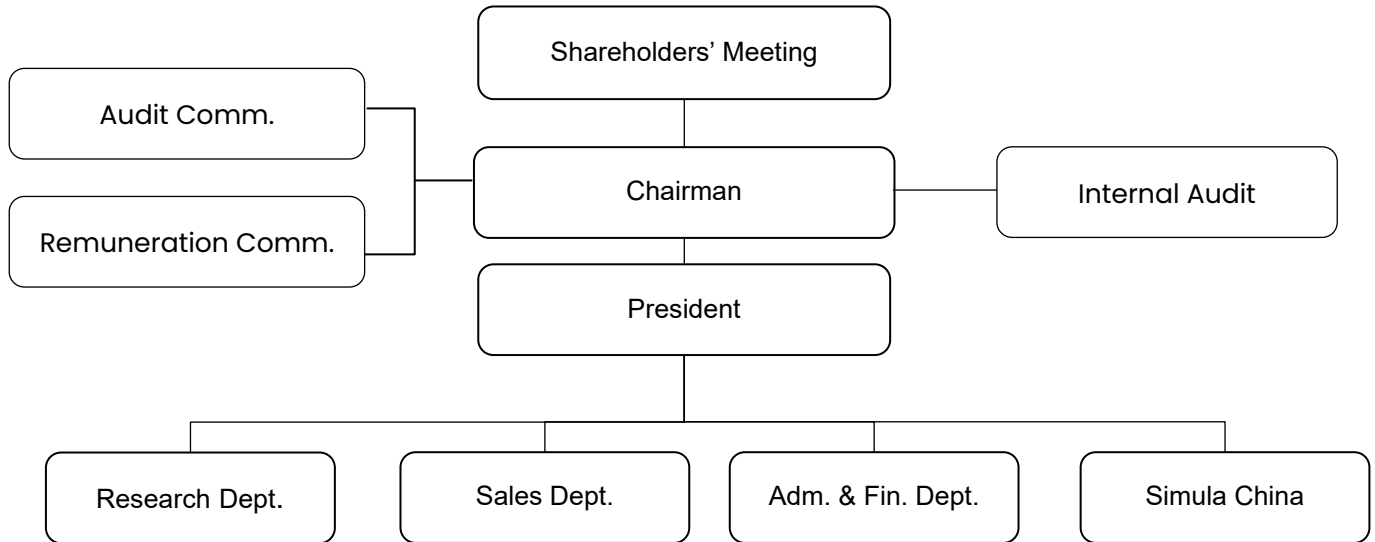 Shareholders’ Meeting
Audit Comm.
Chairman
Internal Audit
Remuneration Comm.
President
Research Dept.
Sales Dept.
Adm. & Fin. Dept.
Simula China